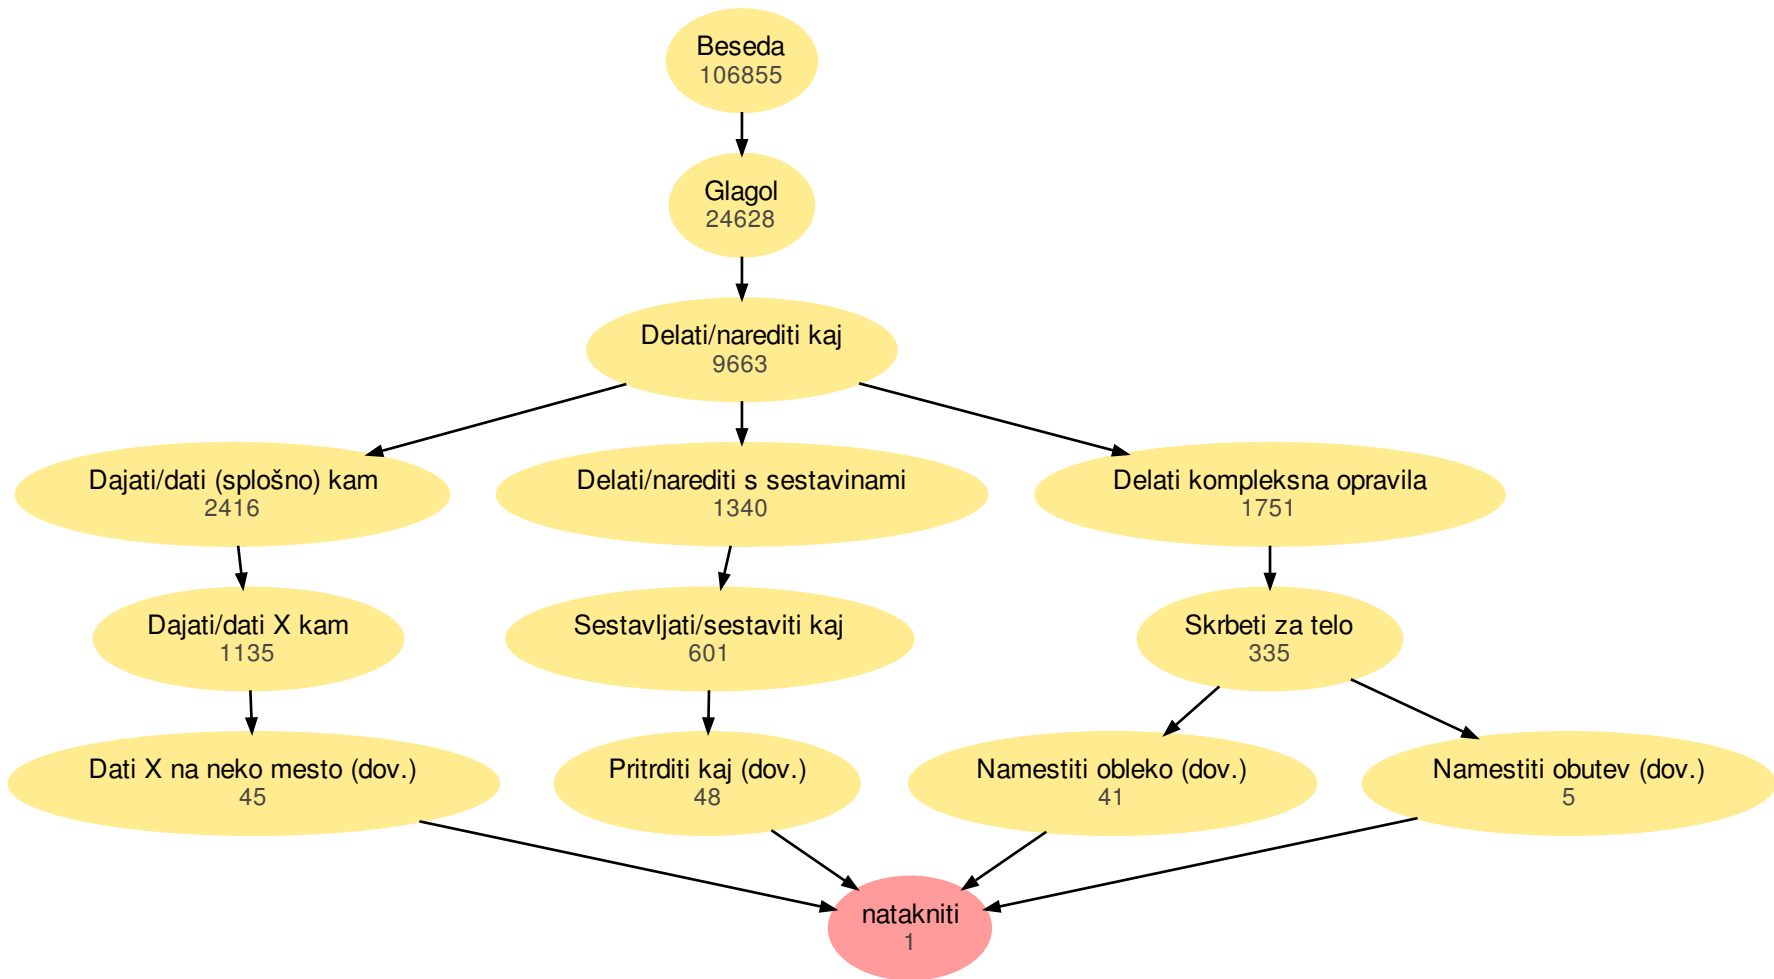 Beseda
106855
Glagol
24628
Delati/narediti kaj
9663
Dajati/dati (splošno) kam
2416
Delati/narediti s sestavinami
1340
Delati kompleksna opravila
1751
Dajati/dati X kam
1135
Sestavljati/sestaviti kaj
601
Skrbeti za telo
335
Dati X na neko mesto (dov.)
45
Pritrditi kaj (dov.)
48
Namestiti obleko (dov.)
41
Namestiti obutev (dov.)
5
natakniti
1